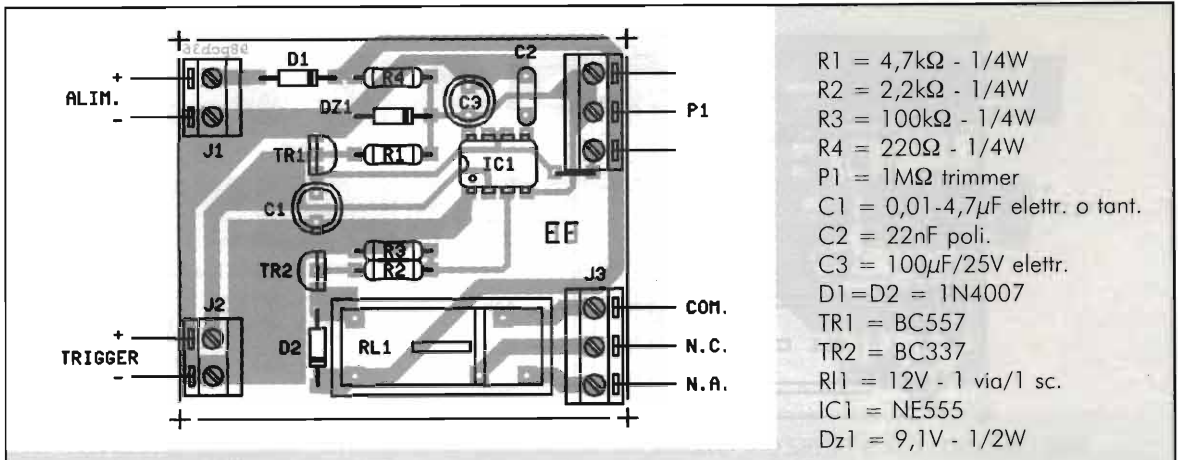 98pcb36
D1
C2
+
ALIM.
-
R4
C3
DZ1
P1
J1
TR1
R1
IC1
C1
EE
R3
TR2
R2
J3
J2
COM.
+
TRIGGER
-
D2
RL1
N.C.
N.A.
R1 = 4,7kΩ - 1/4W
R2 = 2,2kΩ - 1/4W
R3 = 100kΩ - 1/4W
R4 = 220Ω - 1/4W
P1 = 1MΩ trimmer
C1 = 0,01-4,7μF elettr. o tant.
C2 = 22nF poli.
C3 = 100μF/25V elettr.
D1=D2 = 1N4007
TR1 = BC557
TR2 = BC337
Rl1 = 12V - 1 via/1 sc.
IC1 = NE555
Dz1 = 9,1V - 1/2W